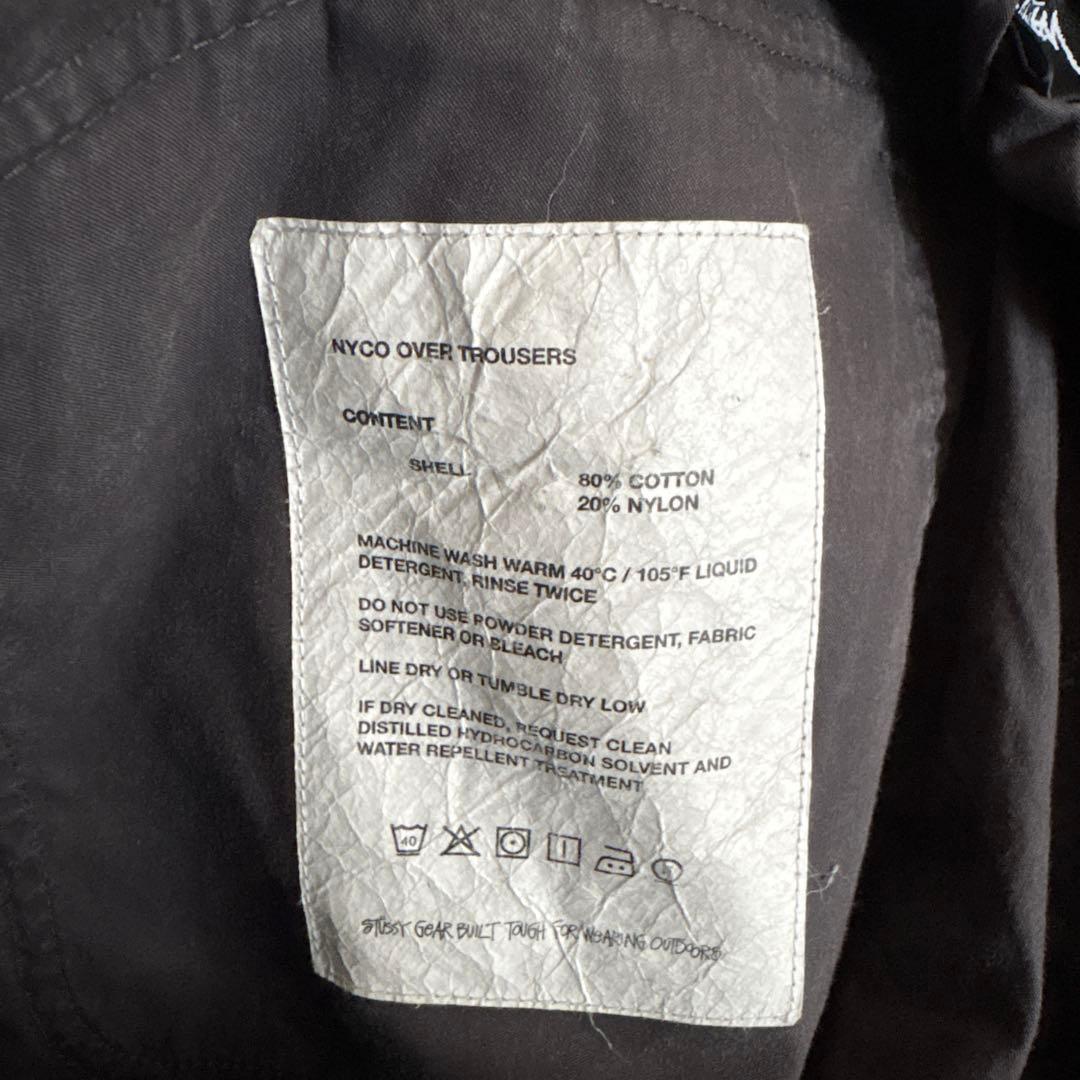 NYCO OVER TROUSERS
CONTENT
SHELL 80% COTTON
20% NYLON
MACHINE WASH WARM 40°C / 105°F LIQUID
DETERGENT, RINSE TWICE
DO NOT USE POWDER DETERGENT, FABRIC
SOFTENER OR BLEACH
LINE DRY OR TUMBLE DRY LOW
IF DRY CLEANED, REQUEST CLEAN
DISTILLED HYDROCARBON SOLVENT AND
WATER REPELLENT TREATMENT
40
STÜSSY GEAR BUILT TOUGH FOR WEARING OUTDOORS